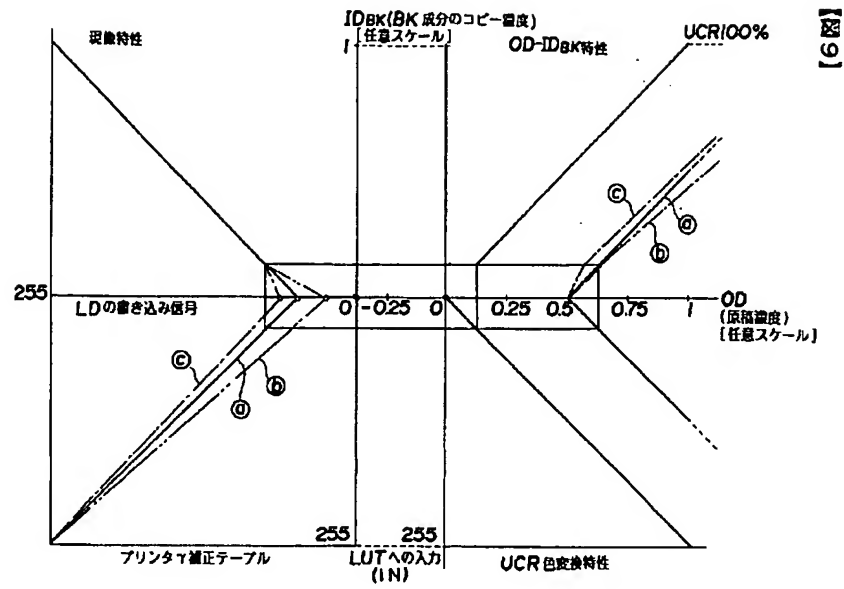 【図6】
現像特性
IDBK(BK成分のコピー濃度)
[任意スケール]
OD-IDBK特性
UCR100%
1
ⓒ
ⓐ
ⓑ
255
LDの書き込み信号
0
-0.25
0
0.25
0.5
0.75
1
OD
(原稿濃度)
[任意スケール]
ⓒ
ⓐ
ⓑ
255
255
プリンタγ補正テーブル
LUTへの入力
(IN)
UCR色変換特性